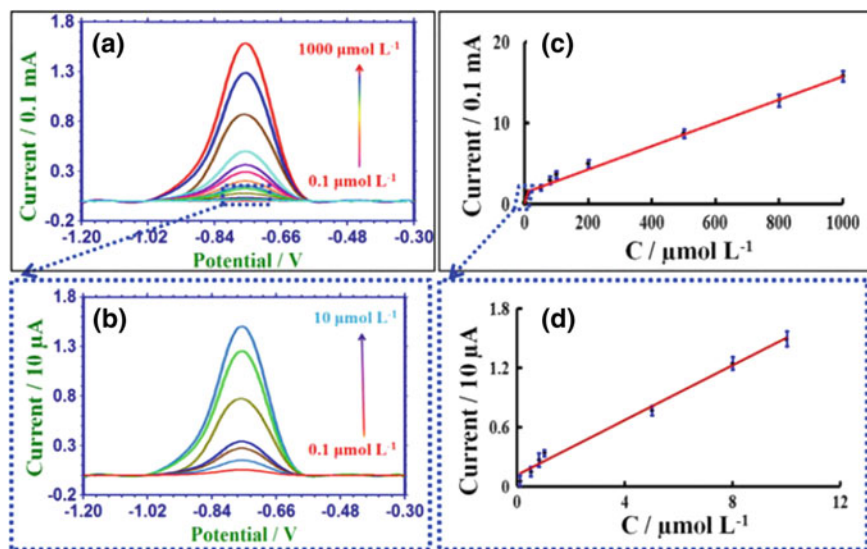 (a)
1000 µmol L-1
0.1 µmol L-1
Current / 0.1 mA
1.8
1.3
0.8
0.3
-0.2
-1.20 -1.02 -0.84 -0.66 -0.48 -0.30
Potential / V
(c)
Current / 0.1 mA
20
10
0
0 200 400 600 800 1000
C / µmol L-1
(b)
10 µmol L-1
0.1 µmol L-1
Current / 10 µA
1.8
1.3
0.8
0.3
-0.2
-1.20 -1.02 -0.84 -0.66 -0.48 -0.30
Potential / V
(d)
Current / 10 µA
1.8
1.2
0.6
0
0 4 8 12
C / µmol L-1